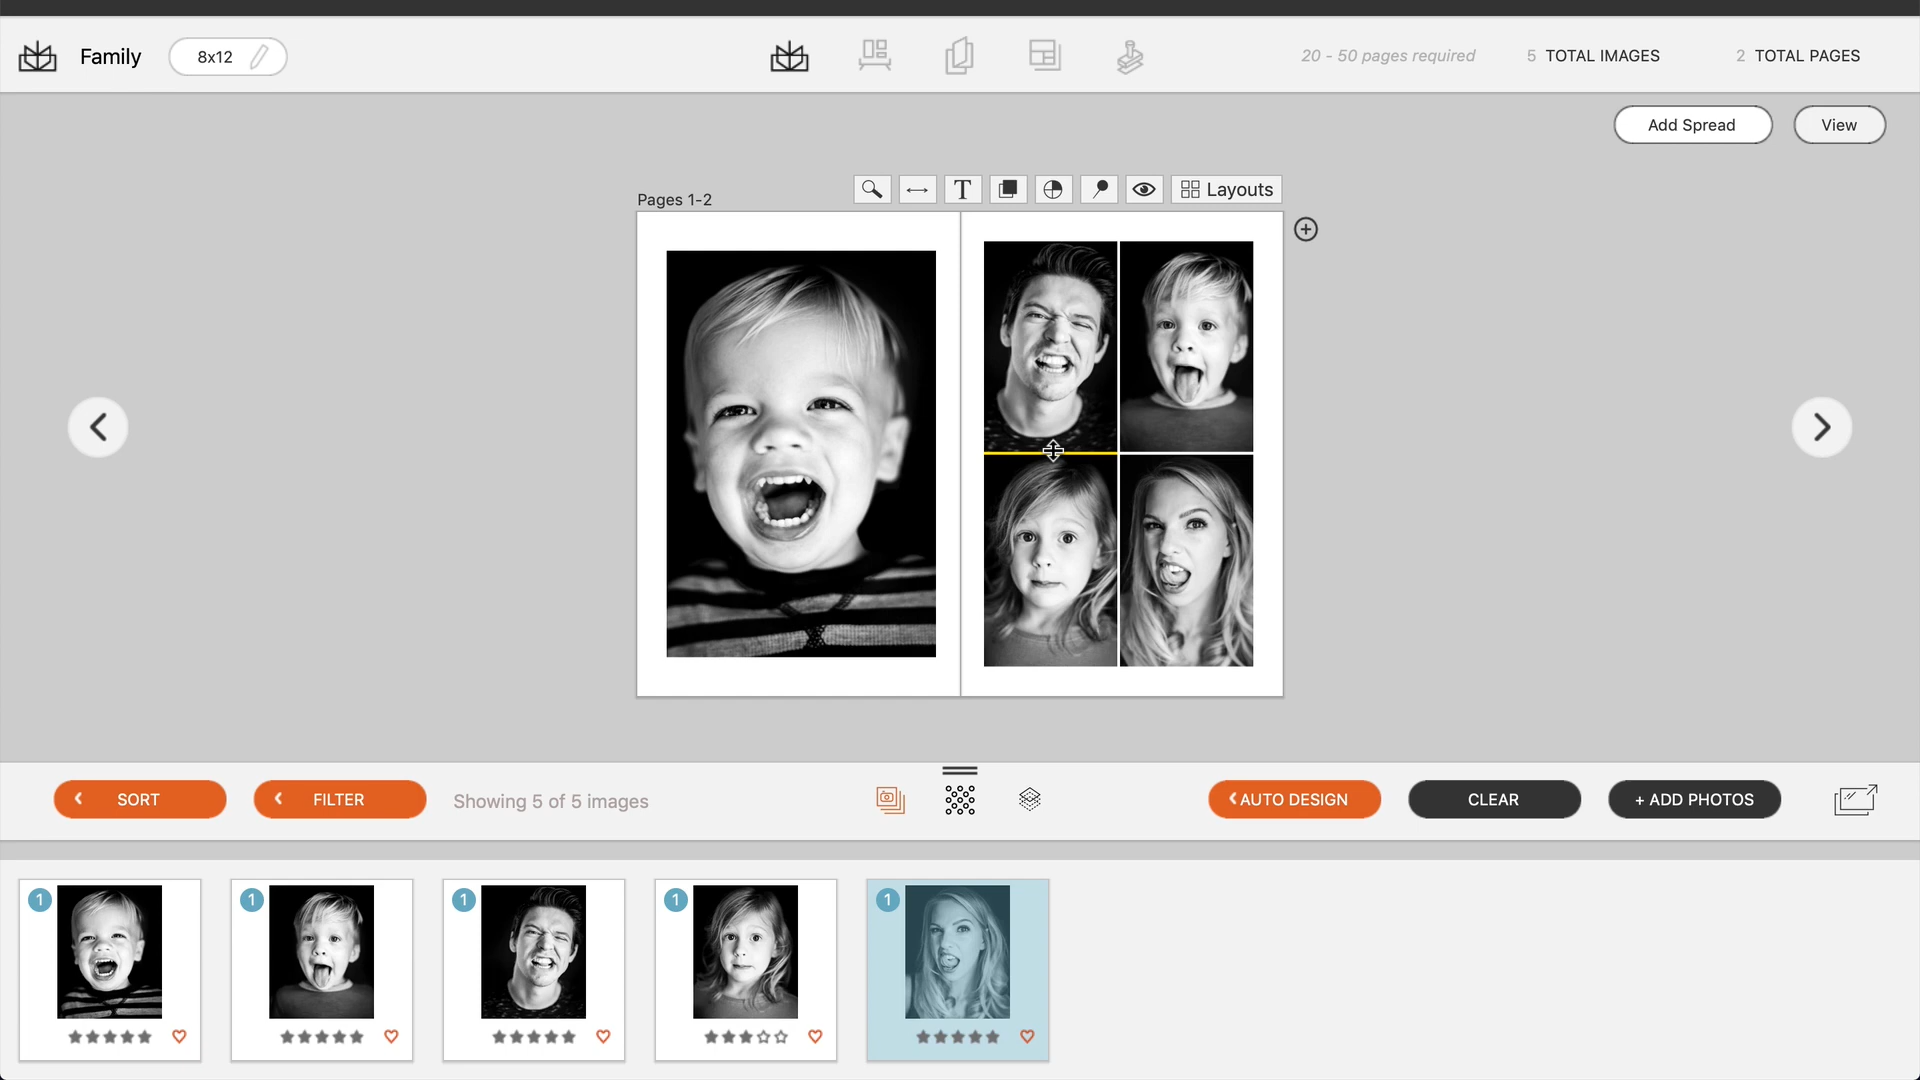 Family
8x12
20 - 50 pages required
5 TOTAL IMAGES
2 TOTAL PAGES
Add Spread
View
Pages 1-2
T
Layouts
SORT
FILTER
Showing 5 of 5 images
AUTO DESIGN
CLEAR
+ ADD PHOTOS
1
1
1
1
1